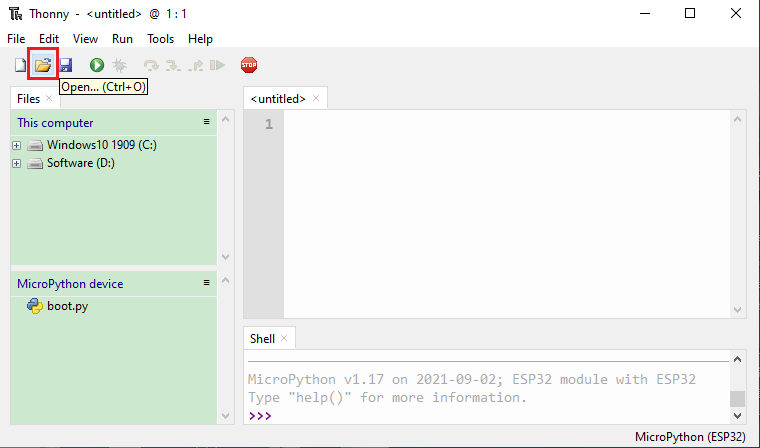 Thonny - <untitled> @ 1 : 1
File Edit View Run Tools Help
STOP
Open... (Ctrl+O)
Files
<untitled>
This computer
1
Windows10 1909 (C:)
Software (D:)
MicroPython device
boot.py
Shell
MicroPython v1.17 on 2021-09-02; ESP32 module with ESP32
Type "help()" for more information.
>>>
MicroPython (ESP32)